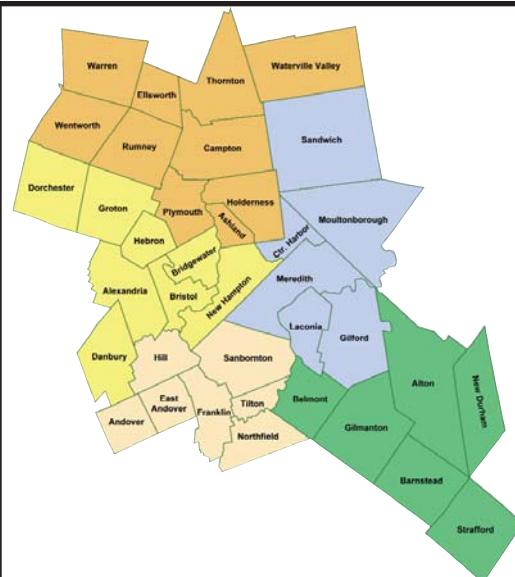 Warren
Ellsworth
Thornton
Waterville Valley
Wentworth
Rumney
Campton
Sandwich
Dorchester
Groton
Plymouth
Holderness
Ashland
Moultonborough
Hebron
Ctr. Harbor
Bridgewater
Alexandria
Bristol
New Hampton
Meredith
Laconia
Gilford
Danbury
Hill
Sanbornton
Alton
New Durham
Andover
East
Andover
Franklin
Tilton
Northfield
Belmont
Gilmanton
Barnstead
Strafford